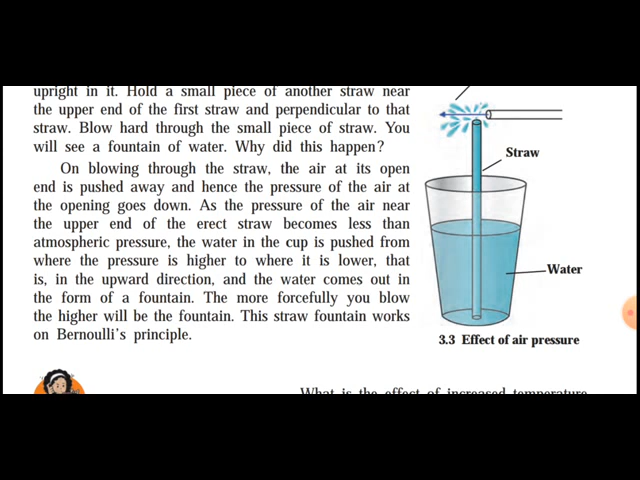 upright in it. Hold a small piece of another straw near
the upper end of the first straw and perpendicular to that
straw. Blow hard through the small piece of straw. You
will see a fountain of water. Why did this happen?
On blowing through the straw, the air at its open
end is pushed away and hence the pressure of the air at
the opening goes down. As the pressure of the air near
the upper end of the erect straw becomes less than
atmospheric pressure, the water in the cup is pushed from
where the pressure is higher to where it is lower, that
is, in the upward direction, and the water comes out in
the form of a fountain. The more forcefully you blow
the higher will be the fountain. This straw fountain works
on Bernoulli's principle.
Straw
Water
3.3 Effect of air pressure
What is the effect of increased temperature